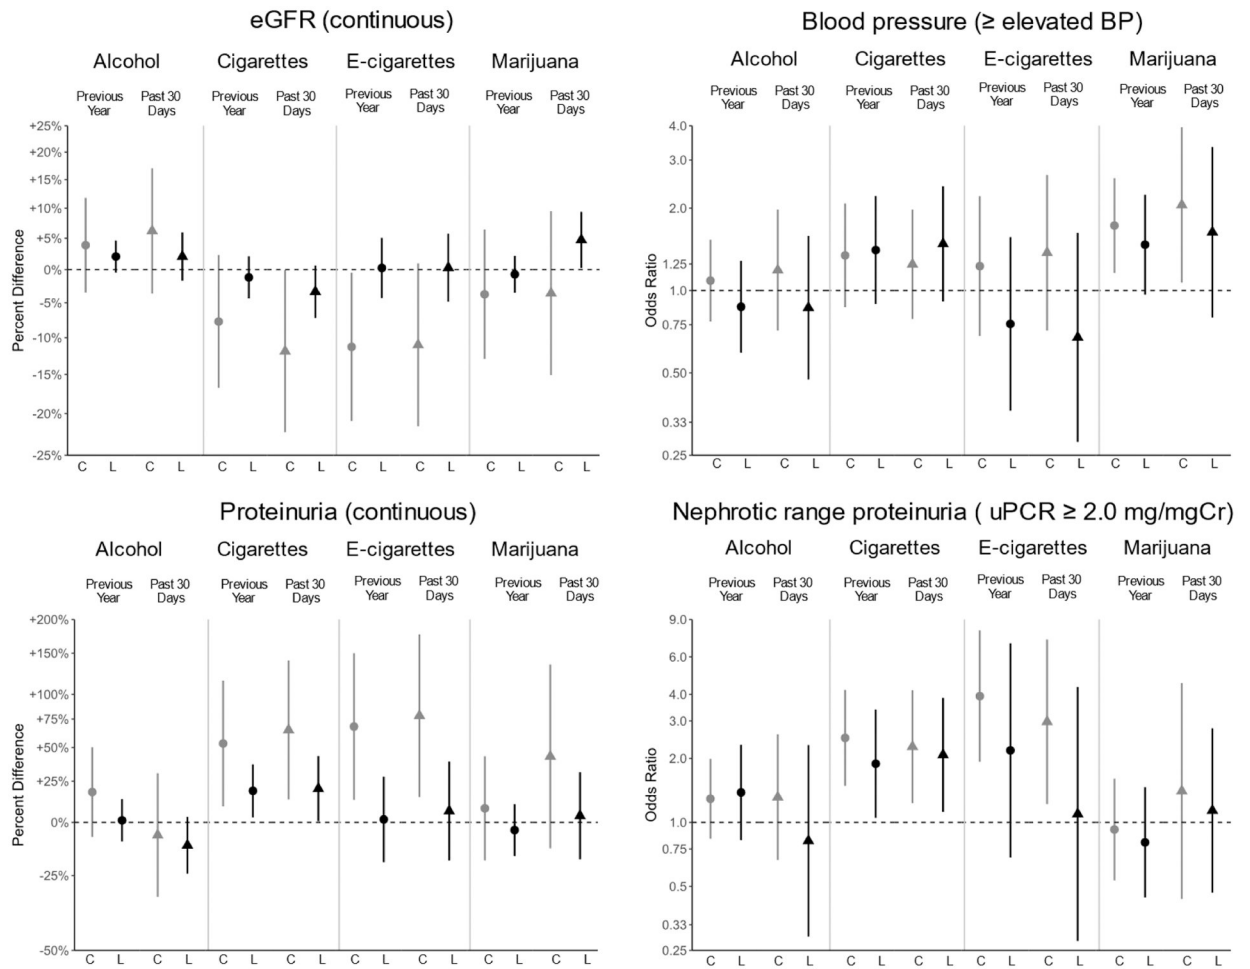 eGFR (continuous)
Alcohol Cigarettes E-cigarettes Marijuana
Previous Year Past 30 Days Previous Year Past 30 Days Previous Year Past 30 Days Previous Year Past 30 Days
Percent Difference
+25%
+20%
+15%
+10%
+5%
0%
-5%
-10%
-15%
-20%
-25%
C L C L C L C L C L C L C L C L
Blood pressure (≥ elevated BP)
Alcohol Cigarettes E-cigarettes Marijuana
Previous Year Past 30 Days Previous Year Past 30 Days Previous Year Past 30 Days Previous Year Past 30 Days
Odds Ratio
4.0
3.0
2.0
1.25
1.0
0.75
0.50
0.33
0.25
C L C L C L C L C L C L C L C L
Proteinuria (continuous)
Alcohol Cigarettes E-cigarettes Marijuana
Previous Year Past 30 Days Previous Year Past 30 Days Previous Year Past 30 Days Previous Year Past 30 Days
Percent Difference
+200%
+150%
+100%
+75%
+50%
+25%
0%
-25%
-50%
C L C L C L C L C L C L C L C L
Nephrotic range proteinuria ( uPCR ≥ 2.0 mg/mgCr)
Alcohol Cigarettes E-cigarettes Marijuana
Previous Year Past 30 Days Previous Year Past 30 Days Previous Year Past 30 Days Previous Year Past 30 Days
Odds Ratio
9.0
6.0
4.0
3.0
2.0
1.0
0.75
0.5
0.33
0.25
C L C L C L C L C L C L C L C L